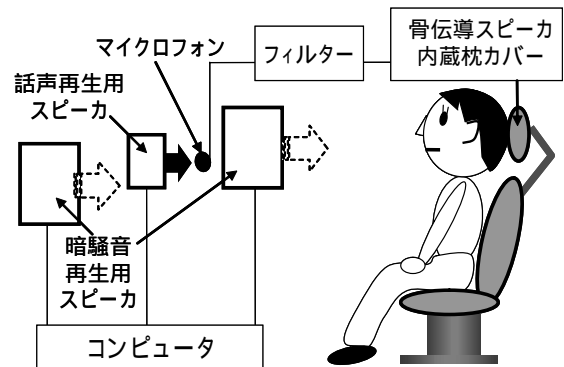 骨伝導スピーカ
内蔵枕カバー
マイクロフォン
フィルター
話声再生用
スピーカ
暗騒音
再生用
スピーカ
コンピュータ